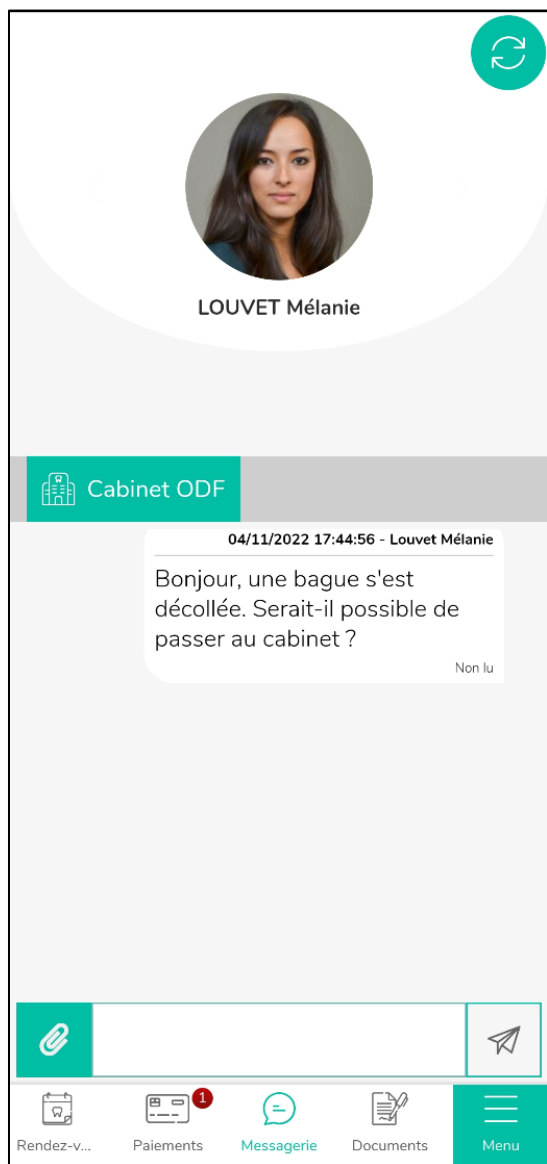 LOUVET Mélanie
Cabinet ODF
04/11/2022 17:44:56 - Louvet Mélanie
Bonjour, une bague s'est
décollée. Serait-il possible de
passer au cabinet ?
Non lu
1
Rendez-v... Paiements Messagerie Documents Menu